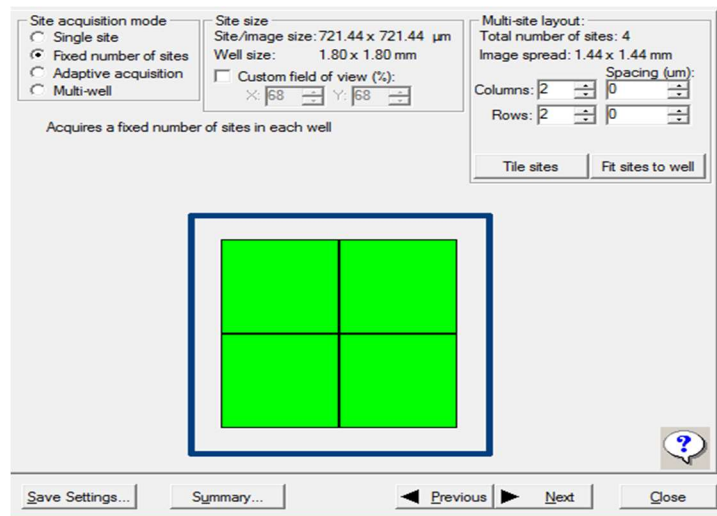 Site acquisition mode
Single site
Fixed number of sites
Adaptive acquisition
Multi-well
Site size
Site/image size: 721.44 x 721.44 µm
Well size: 1.80 x 1.80 mm
Custom field of view (%):
X: 68 Y: 68
Multi-site layout:
Total number of sites: 4
Image spread: 1.44 x 1.44 mm
Spacing (um):
Columns: 2 0
Rows: 2 0
Tile sites Fit sites to well
Acquires a fixed number of sites in each well
?
Save Settings... Summary... Previous Next Close